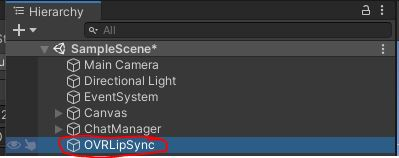 Hierarchy
All
SampleScene*
Main Camera
Directional Light
EventSystem
Canvas
ChatManager
OVRLipSync